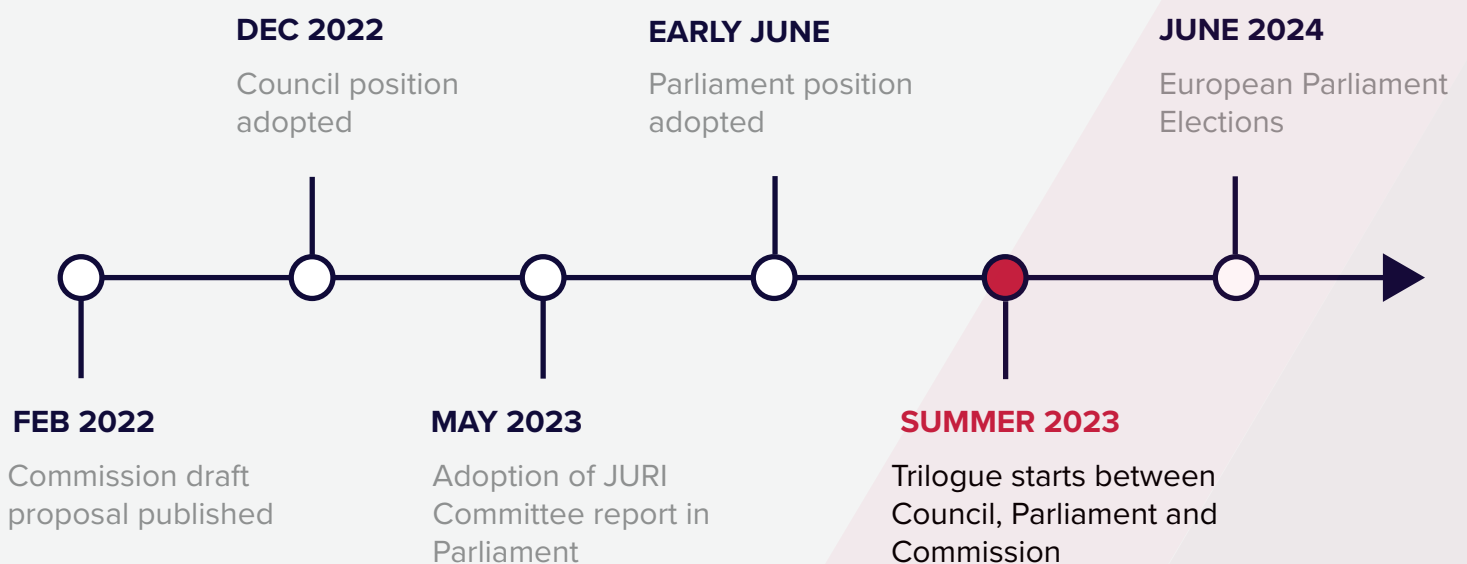 DEC 2022
Council position
adopted
EARLY JUNE
Parliament position
adopted
JUNE 2024
European Parliament
Elections
FEB 2022
Commission draft
proposal published
MAY 2023
Adoption of JURI
Committee report in
Parliament
SUMMER 2023
Trilogue starts between
Council, Parliament and
Commission